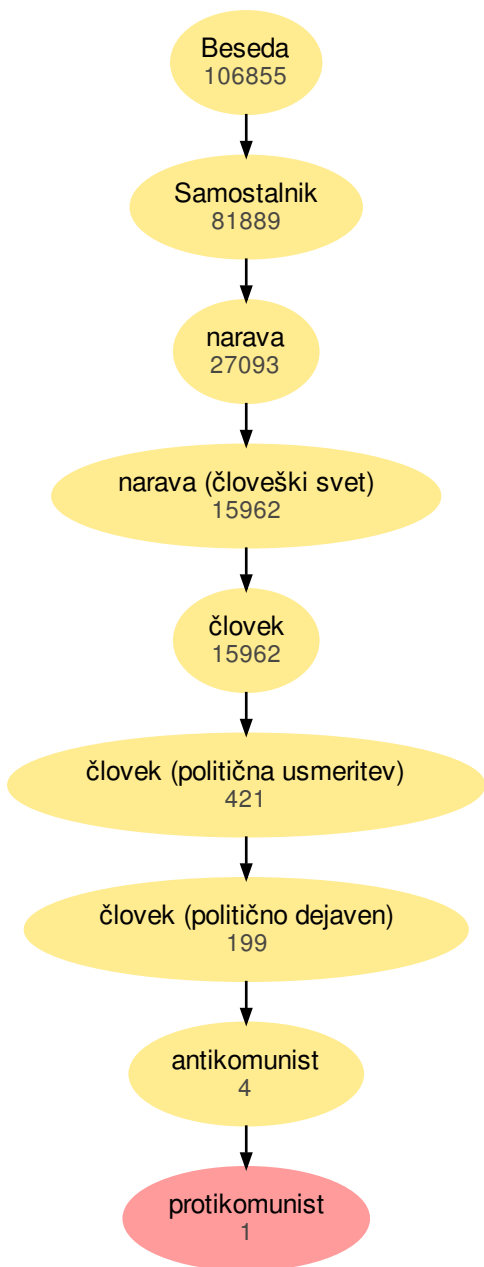 Beseda
106855
Samostalnik
81889
narava
27093
narava (človeški svet)
15962
človek
15962
človek (politična usmeritev)
421
človek (politično dejaven)
199
antikomunist
4
protikomunist
1